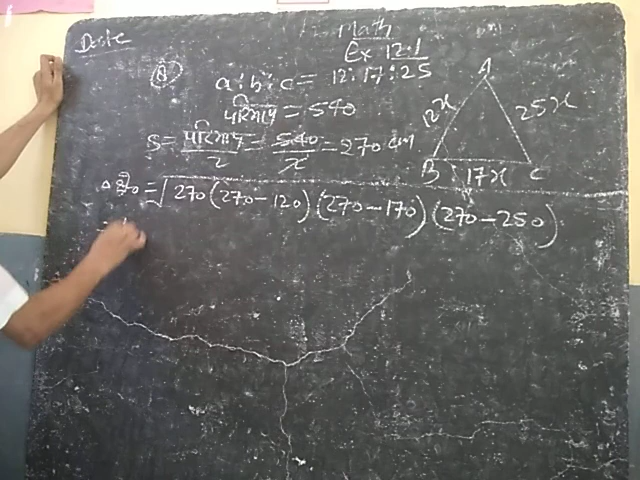 Date
Math
Ex 12.1
a:b:c = 12:17:25
परिमाप = 540
S = परिमाप/2 = 540/2 = 270 cm
A
12x
25x
B
17x
C
Δ क्षे० = √270(270-120)(270-170)(270-250)